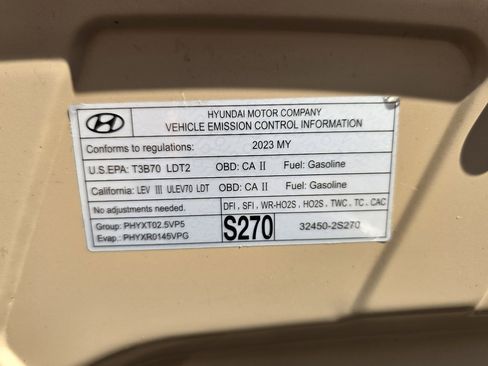 HYUNDAI MOTOR COMPANY
VEHICLE EMISSION CONTROL INFORMATION
Conforms to regulations: 2023 MY
U.S.EPA: T3B70 LDT2 OBD: CA II Fuel: Gasoline
California: LEV III ULEV70 LDT OBD: CA II Fuel: Gasoline
No adjustments needed. DFI , SFI , WR-HO2S , HO2S , TWC , TC , CAC
Group: PHYXT02.5VP5
Evap.: PHYXR0145VPG
S270
32450-2S270